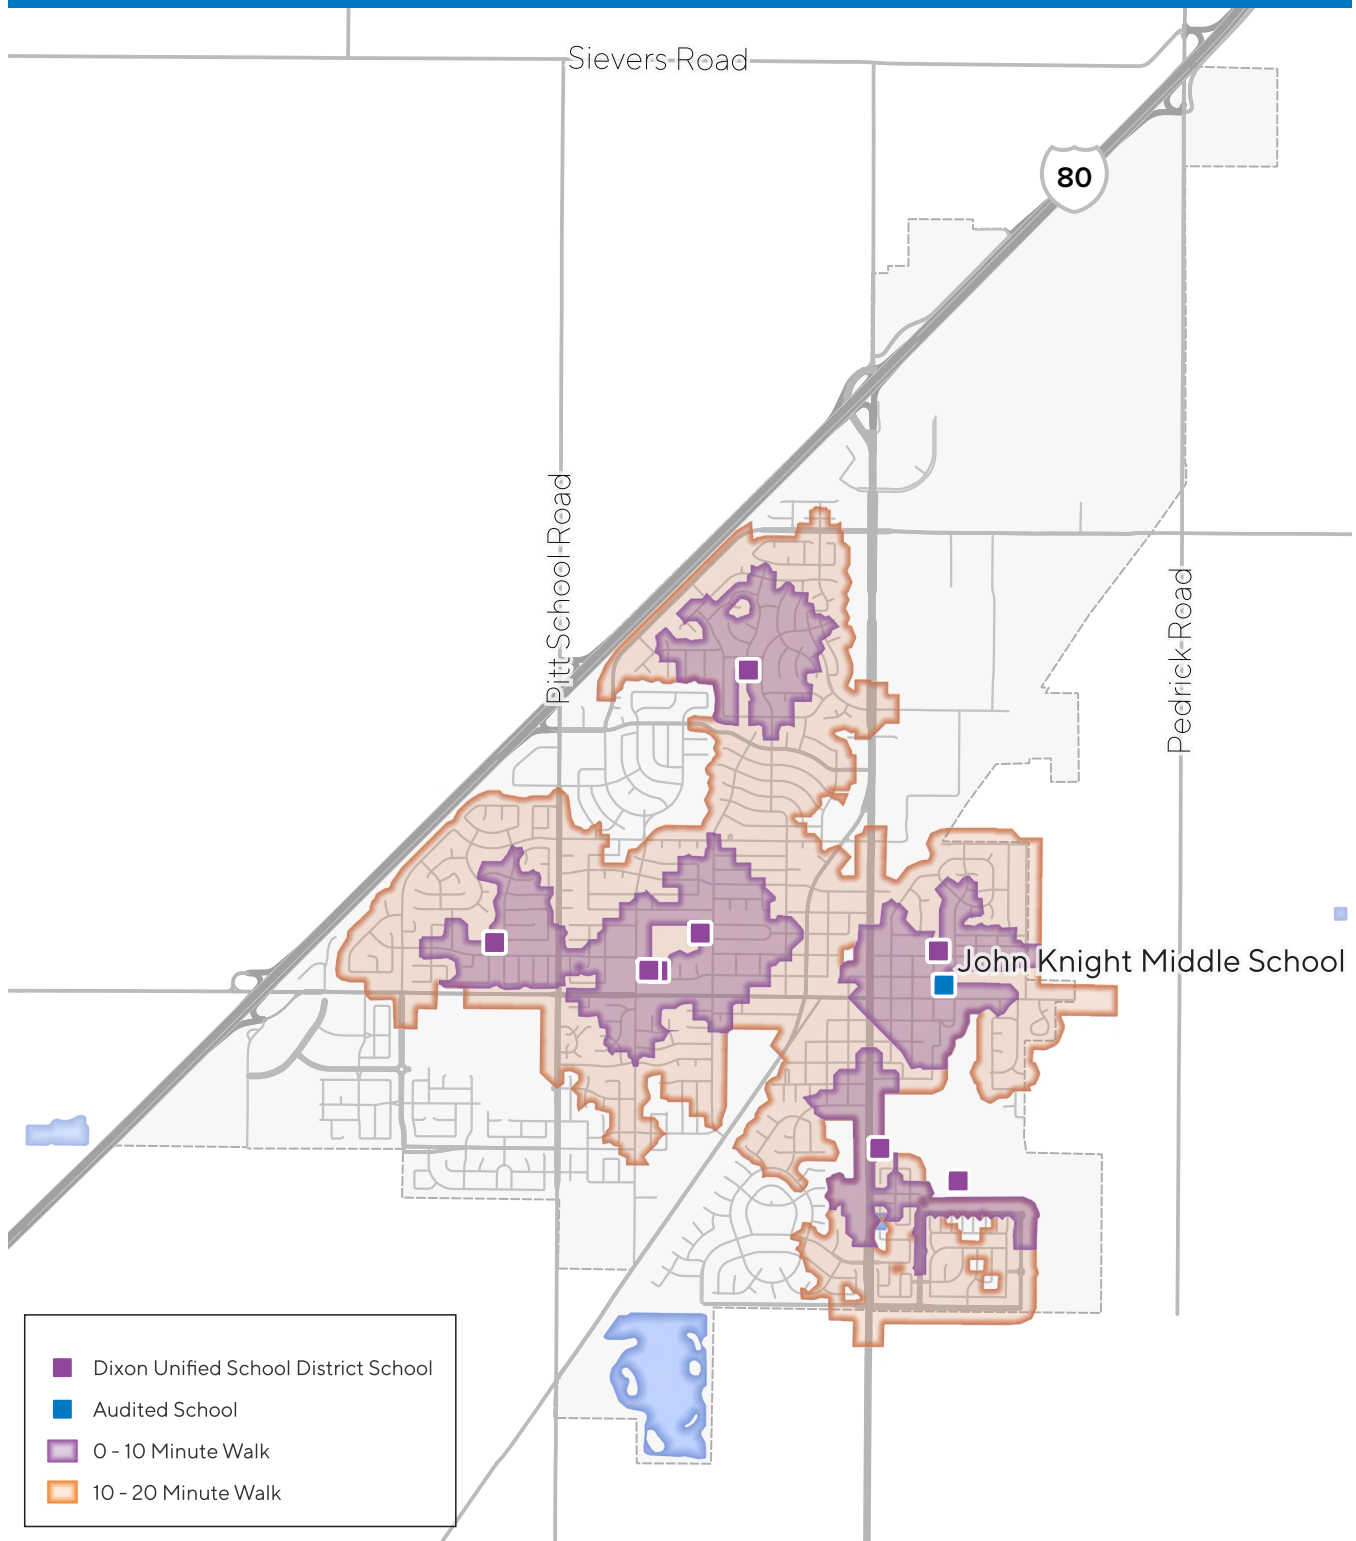 Sievers Road
80
Pitt School Road
Pedrick Road
John Knight Middle School
Dixon Unified School District School
Audited School
0 - 10 Minute Walk
10 - 20 Minute Walk